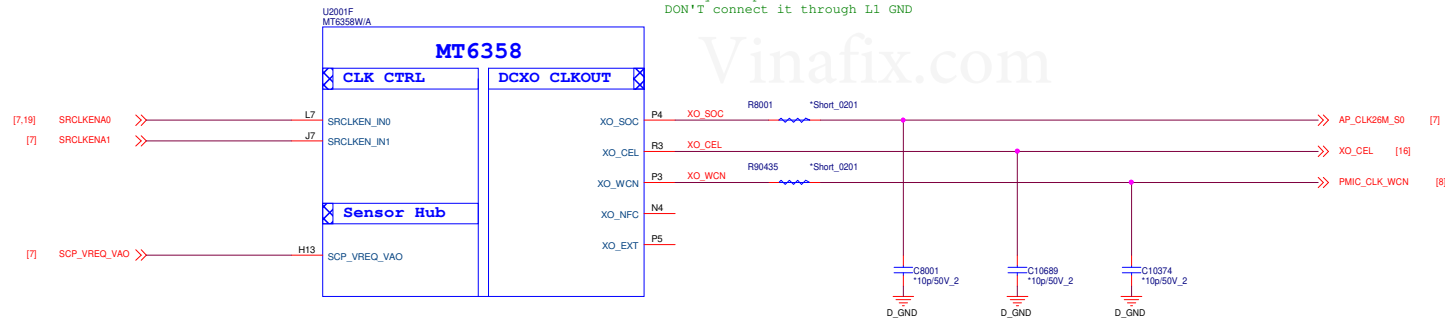 DON'T connect it through L1 GND
U2001F
MT6358W/A
MT6358
CLK CTRL
DCXO CLKOUT
Vinafix.com
[7,19] SRCLKENA0
L7
SRCLKEN_IN0
[7] SRCLKENA1
J7
SRCLKEN_IN1
XO_SOC
P4
XO_SOC
R8001
*Short_0201
AP_CLK26M_S0 [7]
XO_CEL
R3
XO_CEL
XO_CEL [16]
XO_WCN
P3
XO_WCN
R90435
*Short_0201
PMIC_CLK_WCN [8]
Sensor Hub
XO_NFC
N4
XO_EXT
P5
[7] SCP_VREQ_VAO
H13
SCP_VREQ_VAO
C8001
*10p/50V_2
D_GND
C10689
*10p/50V_2
D_GND
C10374
*10p/50V_2
D_GND